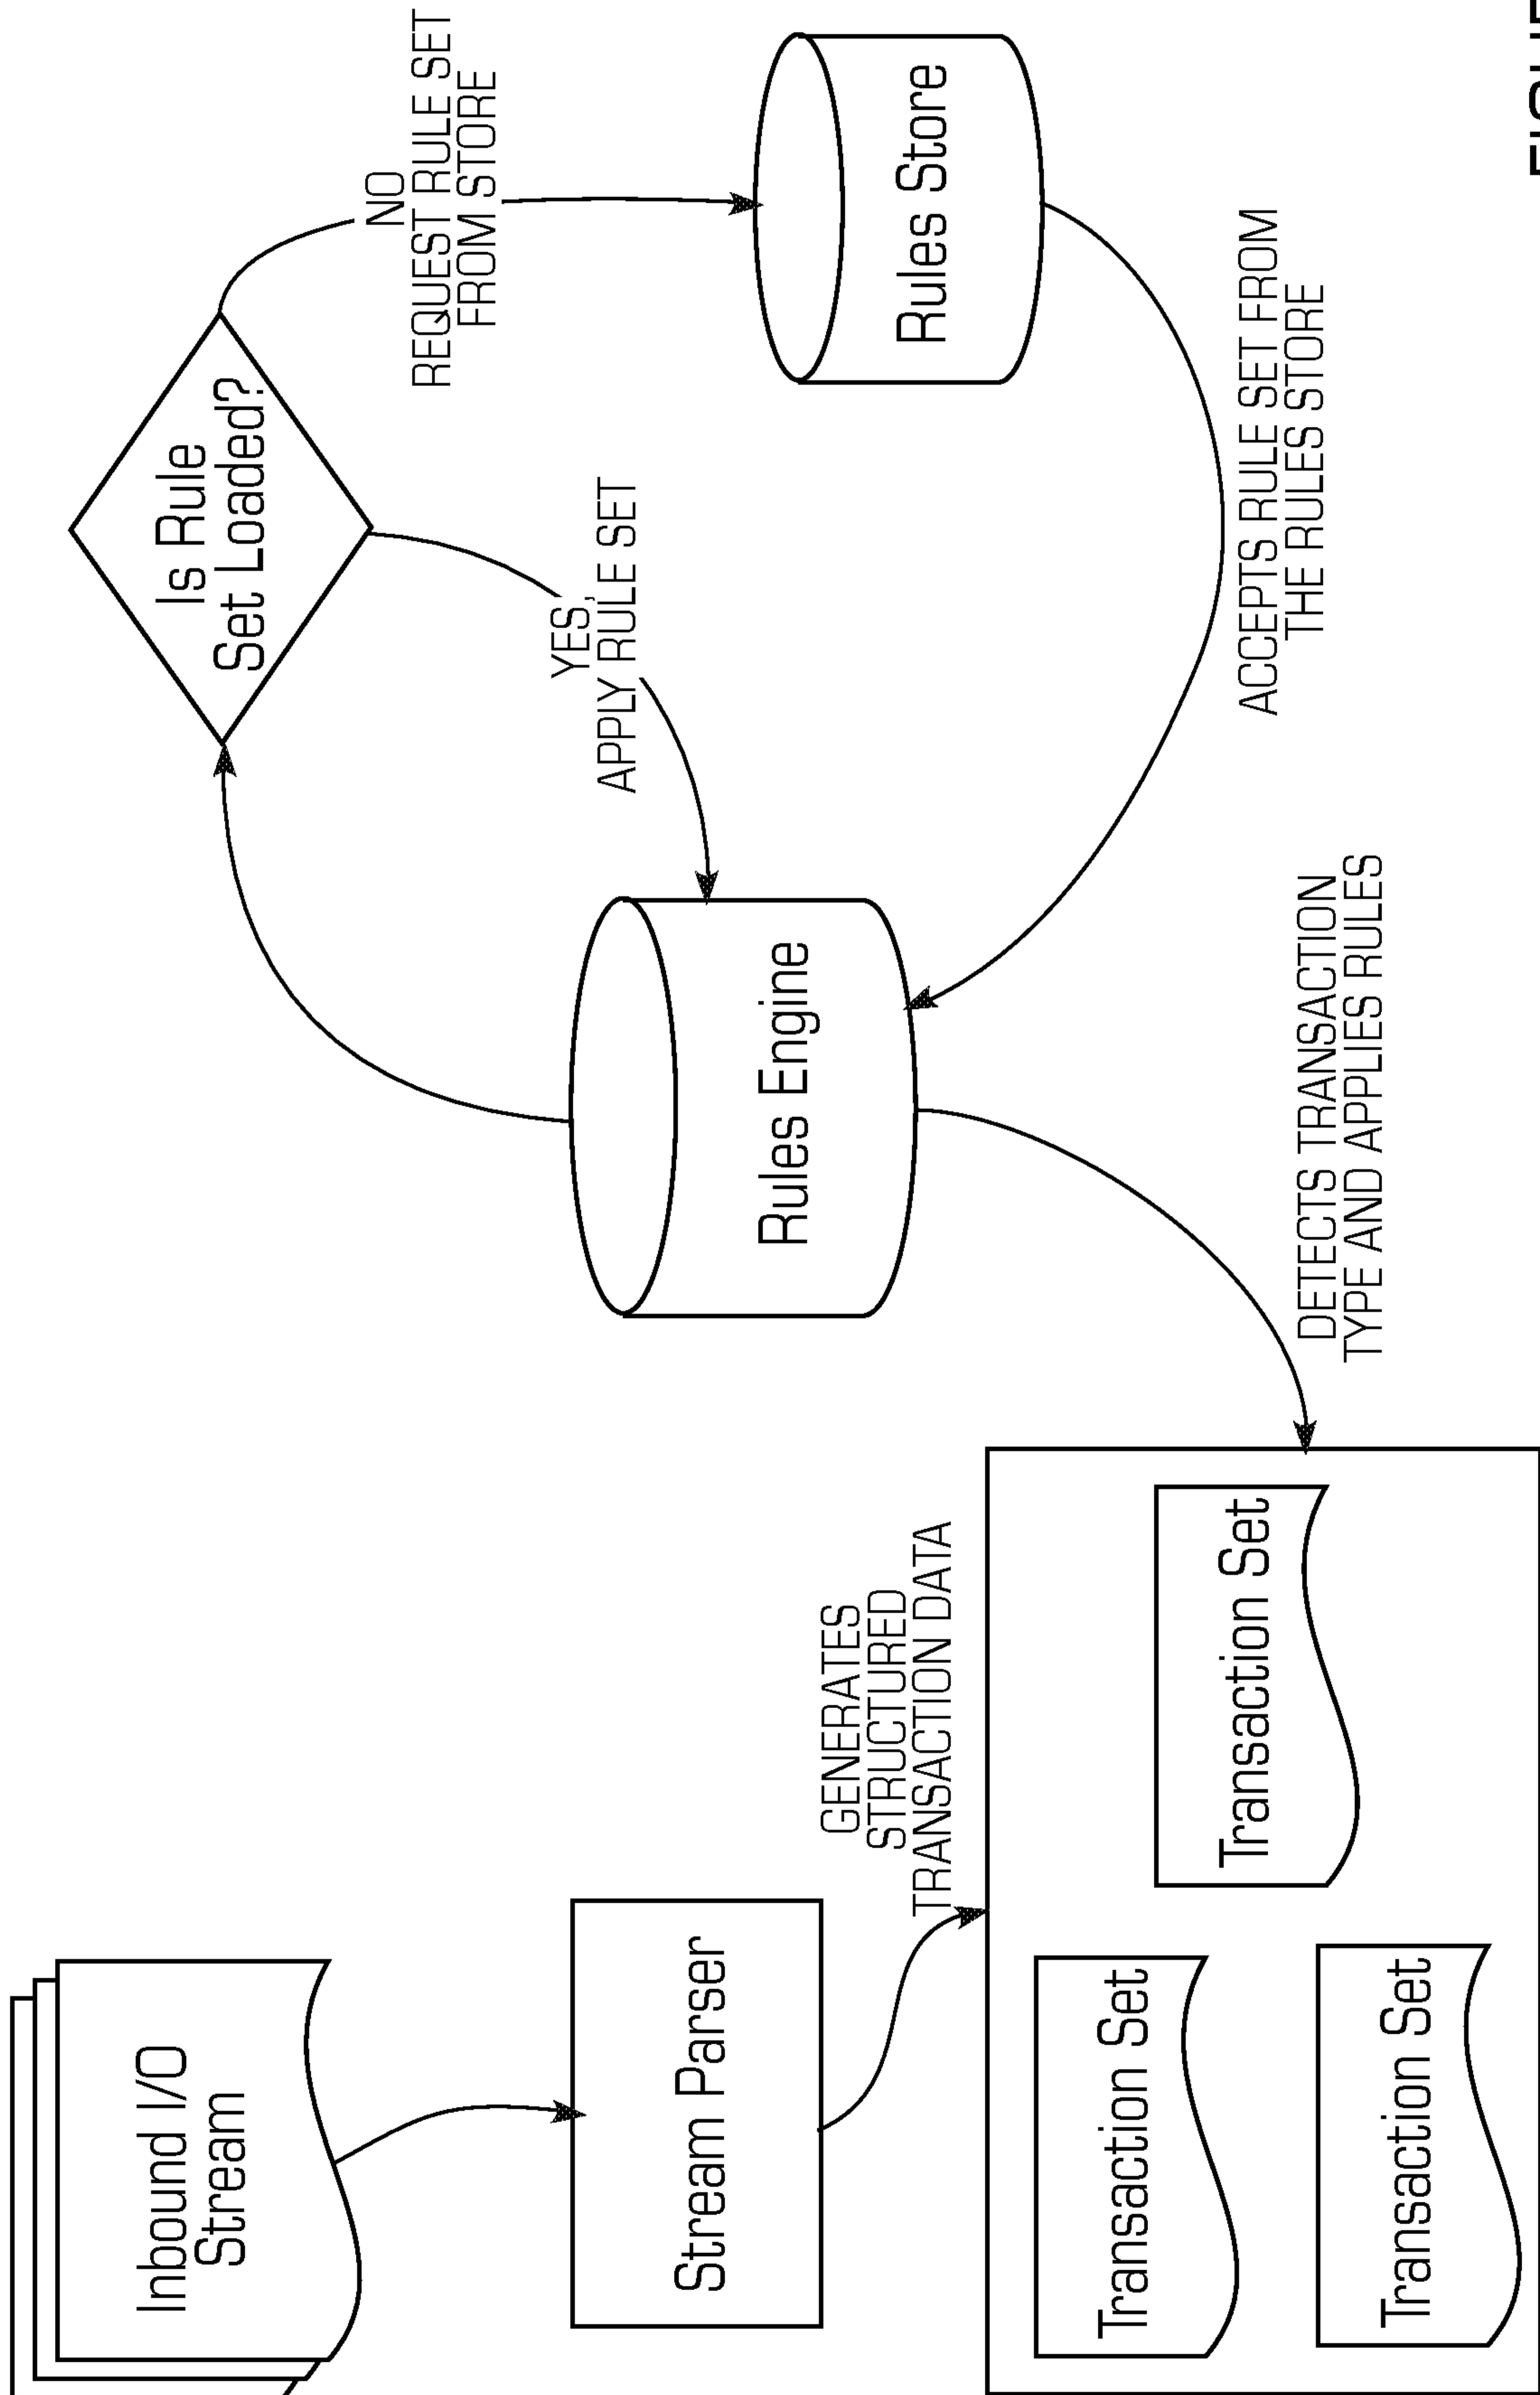 Inbound I/O
Stream
Stream Parser
GENERATES
STRUCTURED
TRANSACTION DATA
Transaction Set
Transaction Set
Transaction Set
Rules Engine
Is Rule
Set Loaded?
YES,
APPLY RULE SET
NO
REQUEST RULE SET
FROM STORE
Rules Store
ACCEPTS RULE SET FROM
THE RULES STORE
DETECTS TRANSACTION
TYPE AND APPLIES RULES